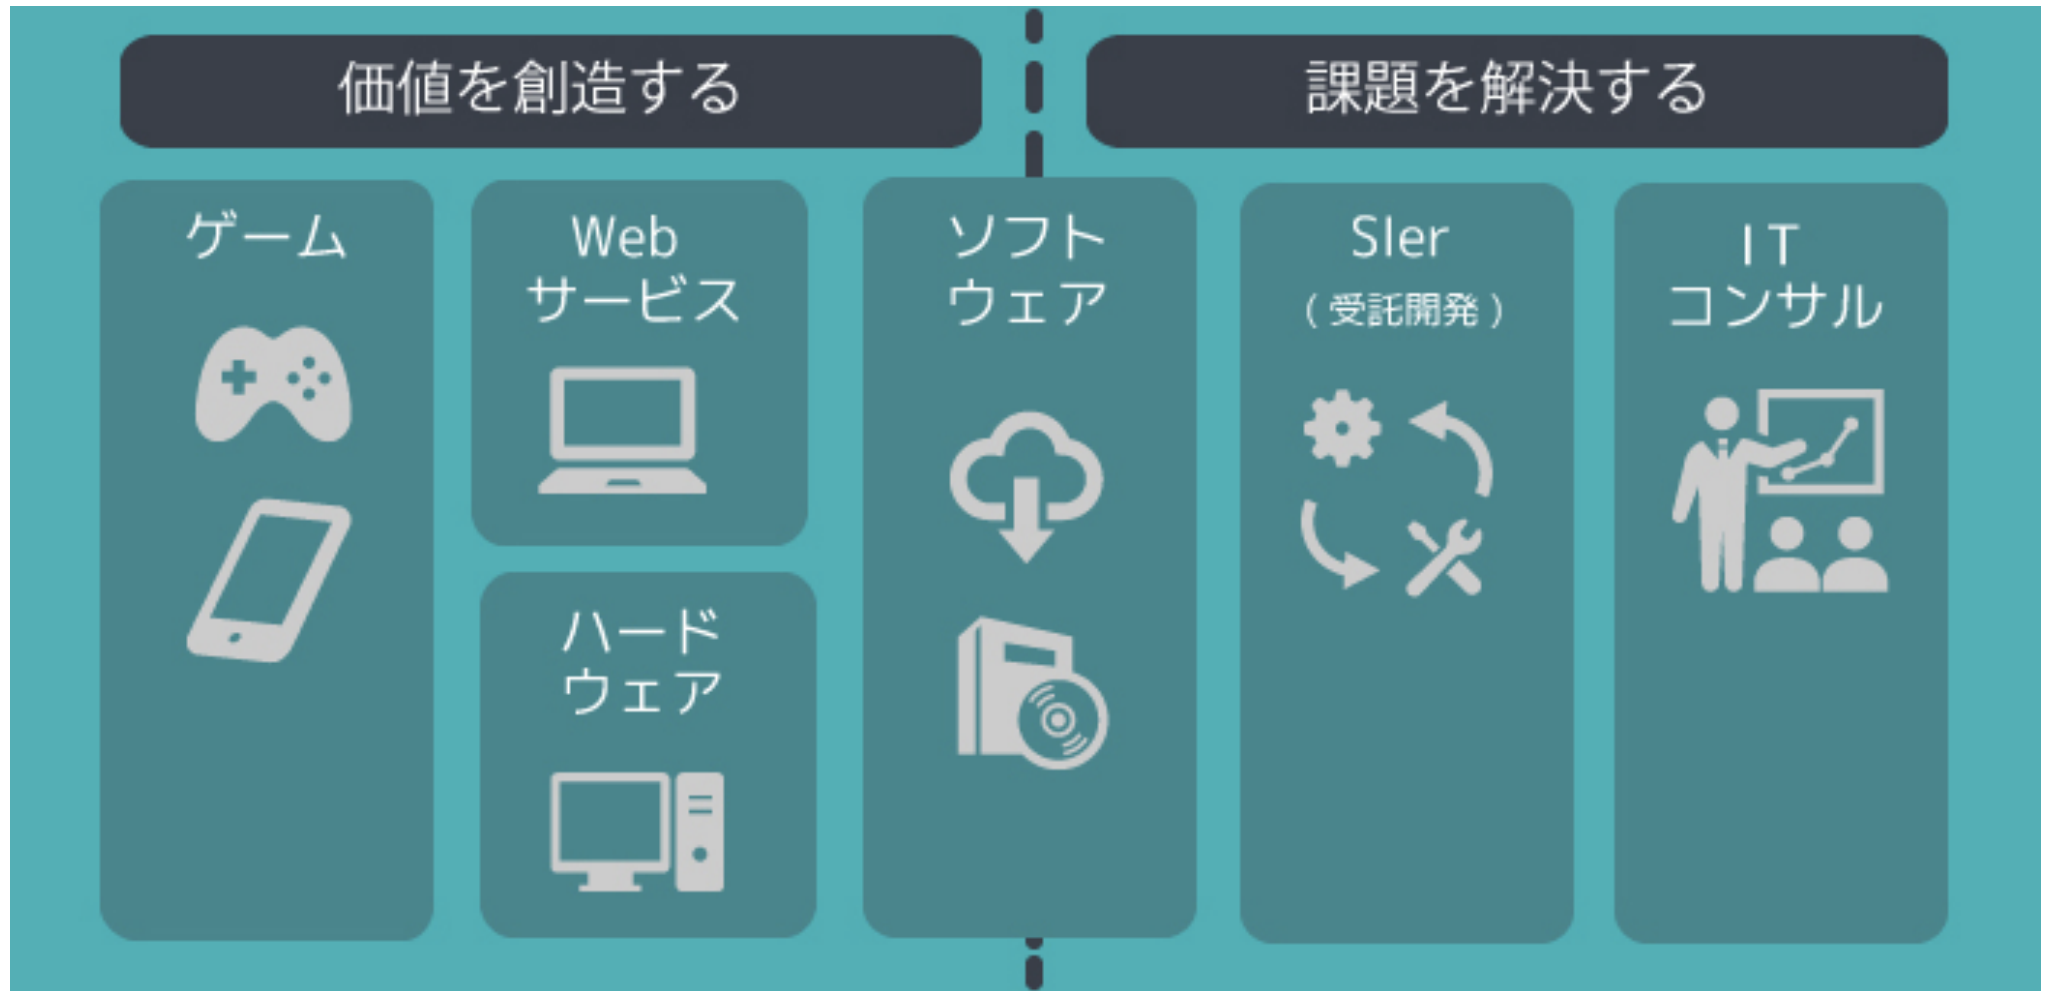 価値を創造する
課題を解決する
ゲーム
Web
サービス
ハード
ウェア
ソフト
ウェア
SIer
(受託開発)
IT
コンサル